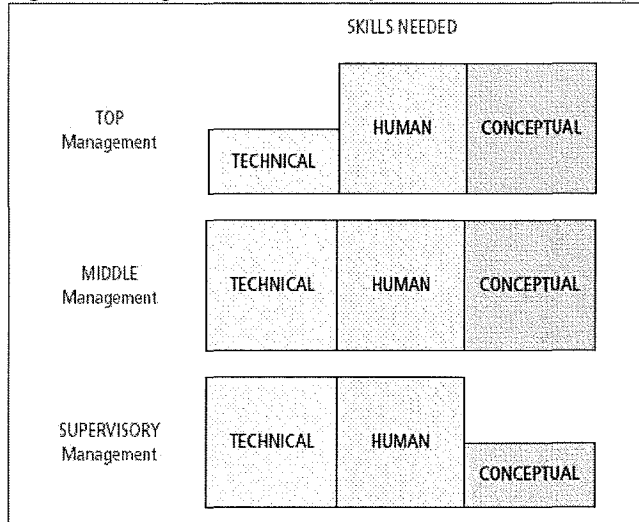 SKILLS NEEDED
TOP
Management
TECHNICAL
HUMAN
CONCEPTUAL
MIDDLE
Management
TECHNICAL
HUMAN
CONCEPTUAL
SUPERVISORY
Management
TECHNICAL
HUMAN
CONCEPTUAL